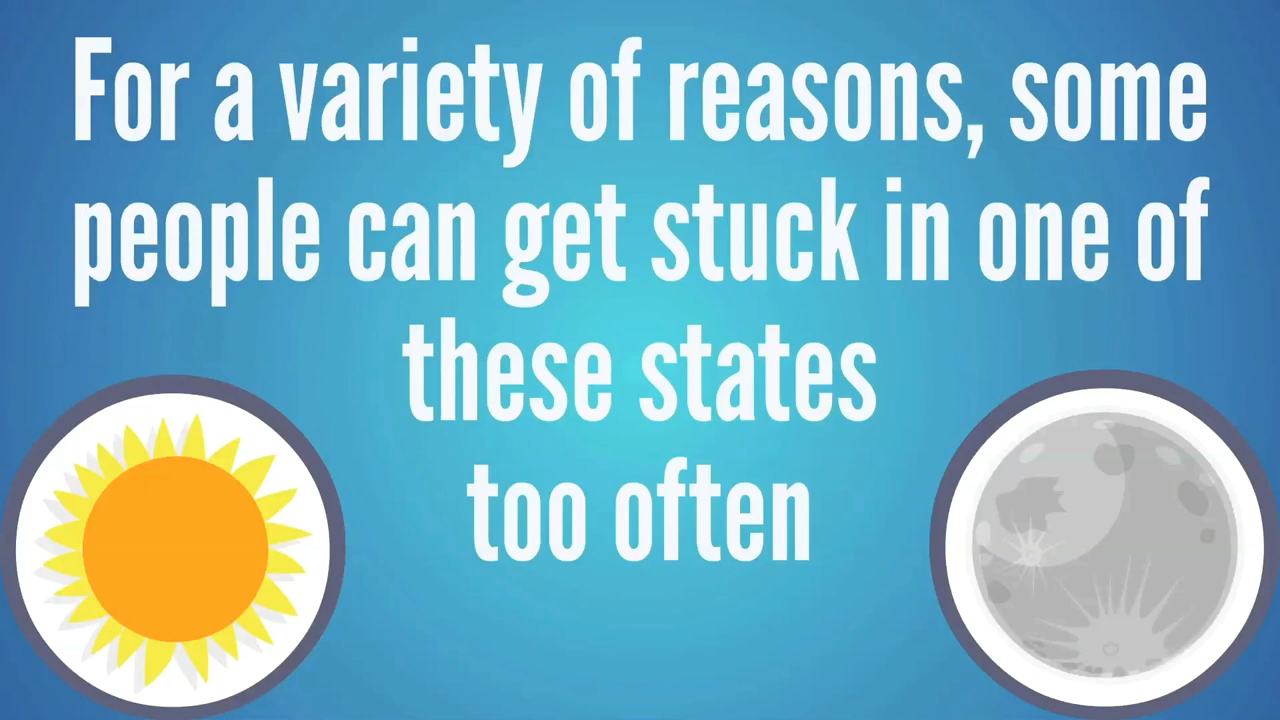 For a variety of reasons, some
people can get stuck in one of
these states
too often